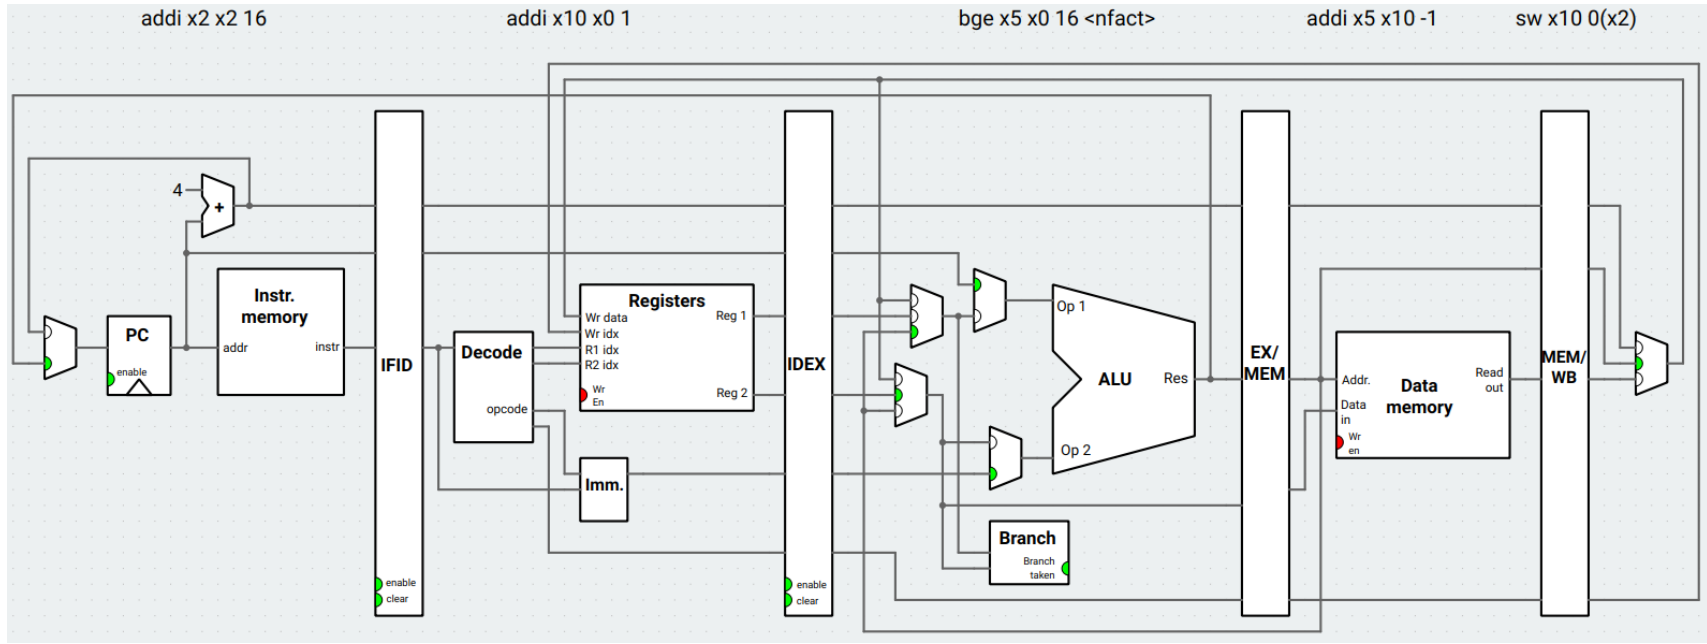 addi x2 x2 16
addi x10 x0 1
bge x5 x0 16 <nfact>
addi x5 x10 -1
sw x10 0(x2)
4
+
PC
enable
Instr.
memory
addr
instr
IFID
enable
clear
Decode
opcode
Registers
Wr data
Wr idx
R1 idx
R2 idx
Wr
En
Reg 1
Reg 2
Imm.
IDEX
enable
clear
Op 1
ALU
Res
Op 2
Branch
Branch
taken
EX/
MEM
Addr.
Data
in
Wr
en
Data
memory
Read
out
MEM/
WB